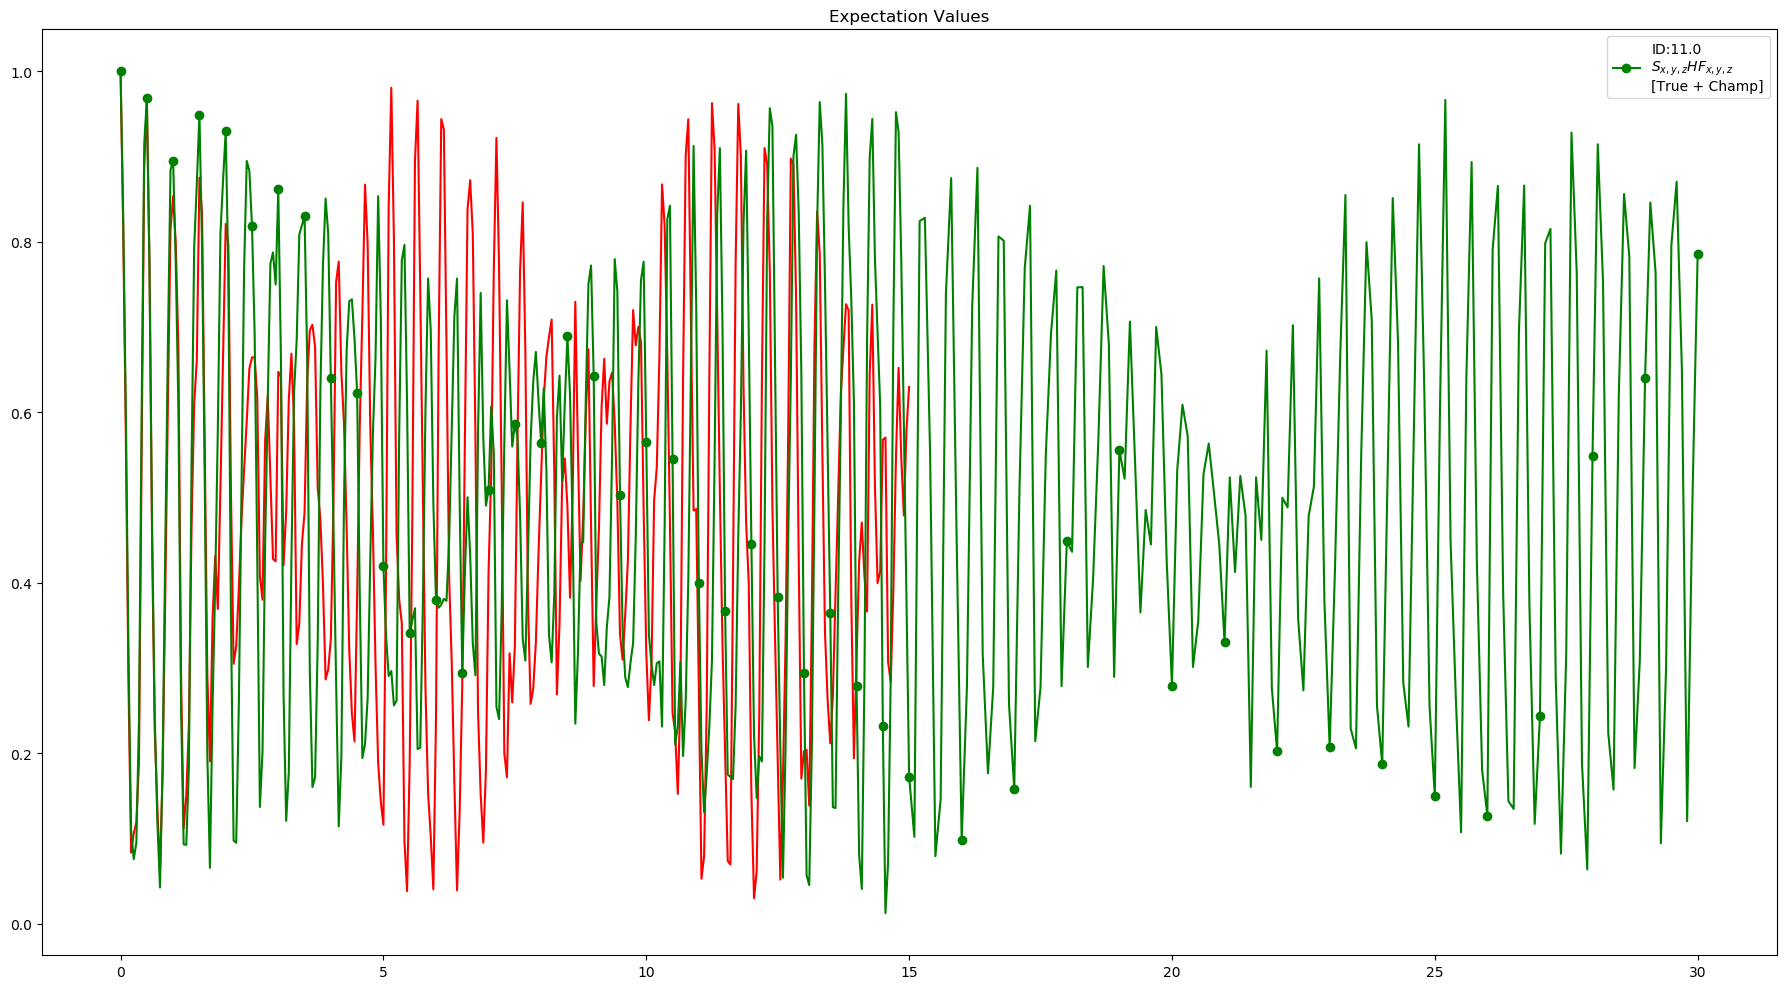 Expectation Values
ID:11.0
S_{x,y,z}HF_{x,y,z}
[True + Champ]
1.0
0.8
0.6
0.4
0.2
0.0
0 5 10 15 20 25 30